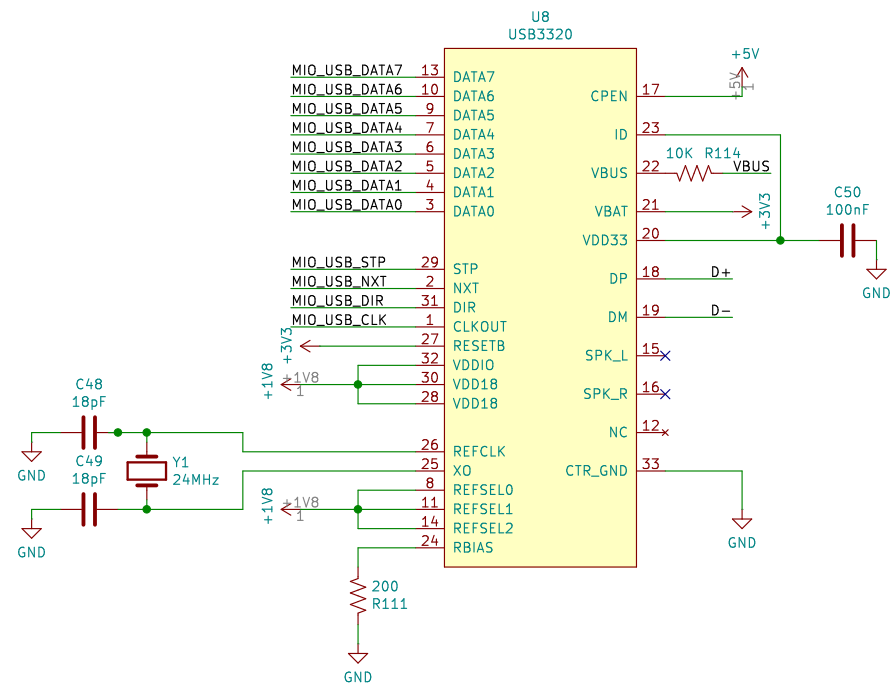 U8
USB3320
MIO_USB_DATA7 13 DATA7
MIO_USB_DATA6 10 DATA6
MIO_USB_DATA5 9 DATA5
MIO_USB_DATA4 7 DATA4
MIO_USB_DATA3 6 DATA3
MIO_USB_DATA2 5 DATA2
MIO_USB_DATA1 4 DATA1
MIO_USB_DATA0 3 DATA0
MIO_USB_STP 29 STP
MIO_USB_NXT 2 NXT
MIO_USB_DIR 31 DIR
MIO_USB_CLK 1 CLKOUT
+3V3 27 RESETB
32 VDDIO
+1V8 +1V8 1 30 VDD18
28 VDD18
26 REFCLK
25 XO
8 REFSEL0
+1V8 +1V8 1 11 REFSEL1
14 REFSEL2
24 RBIAS
C48
18pF
GND
C49
18pF
GND
Y1
24MHz
200
R111
GND
+5V
+5V 1
CPEN 17
ID 23
VBUS 22 10K R114 VBUS
VBAT 21 +3V3
VDD33 20
DP 18 D+
DM 19 D-
SPK_L 15
SPK_R 16
NC 12
CTR_GND 33
GND
C50
100nF
GND